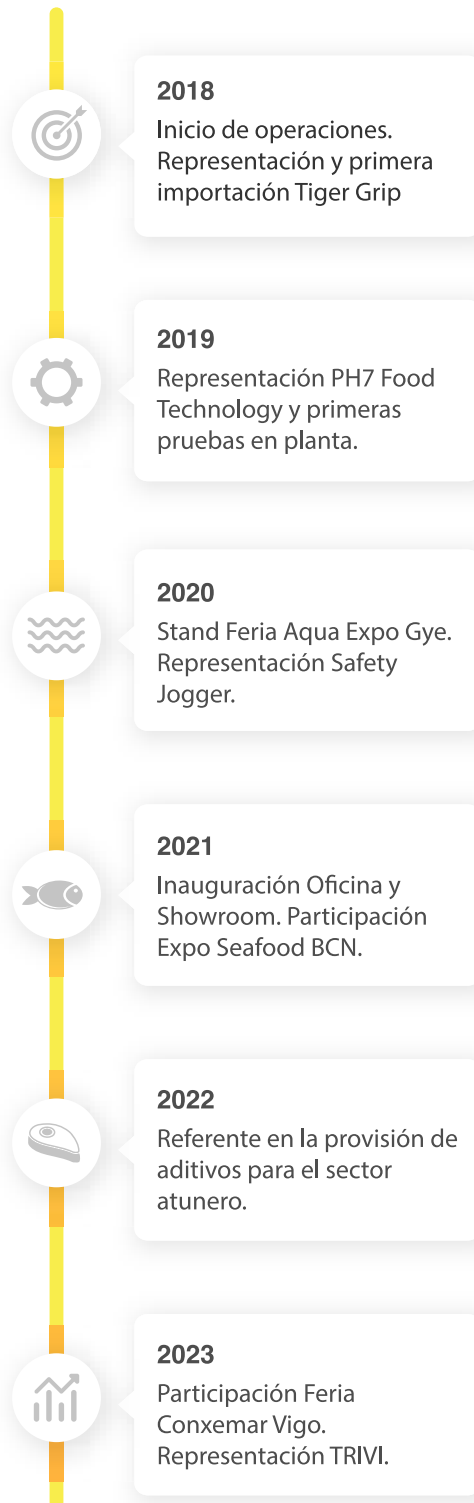 2018
Inicio de operaciones.
Representación y primera
importación Tiger Grip
2019
Representación PH7 Food
Technology y primeras
pruebas en planta.
2020
Stand Feria Aqua Expo Gye.
Representación Safety
Jogger.
2021
Inauguración Oficina y
Showroom. Participación
Expo Seafood BCN.
2022
Referente en la provisión de
aditivos para el sector
atunero.
2023
Participación Feria
Conxemar Vigo.
Representación TRIVI.